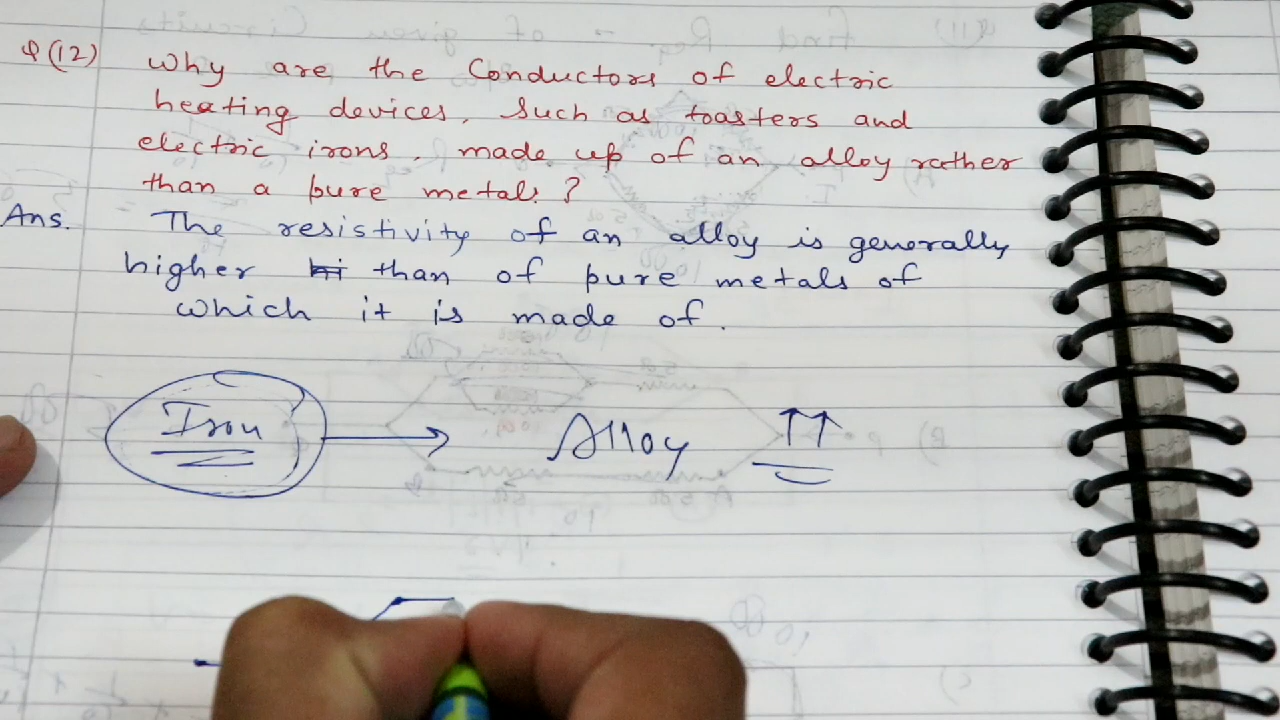 Q(12) Why are the Conductors of electric
heating devices, such as toasters and
electric irons, made up of an alloy rather
than a pure metal?
Ans. The resistivity of an alloy is generally
higher than of pure metals of
which it is made of.
Iron → Alloy ↑↑